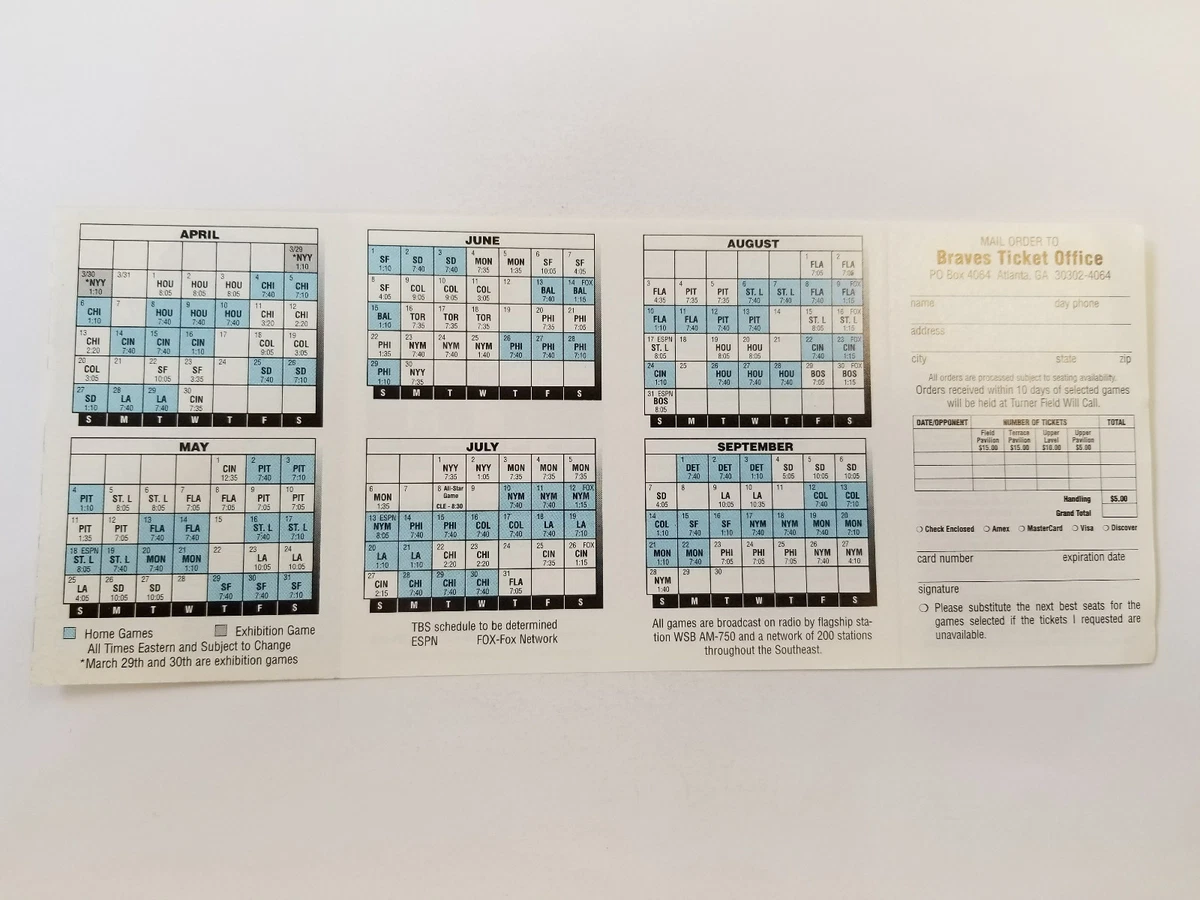 APRIL
3/29 *NYY 1:10
3/30 *NYY 1:10 3/31 1 HOU 8:05 2 HOU 8:05 3 HOU 8:05 4 CHI 7:40 5 CHI 7:10
6 CHI 1:10 7 8 HOU 7:40 9 HOU 7:40 10 HOU 7:40 11 CHI 3:20 12 CHI 2:20
13 CHI 2:20 14 CIN 7:40 15 CIN 7:40 16 CIN 1:10 17 18 COL 9:05 19 COL 3:05
20 COL 3:05 21 22 SF 10:05 23 SF 3:35 24 25 SD 7:40 26 SD 7:10
27 SD 1:10 28 LA 7:40 29 LA 7:40 30 CIN 7:35
S M T W T F S
MAY
1 CIN 12:35 2 PIT 7:40 3 PIT 7:10
4 PIT 1:10 5 ST. L 8:05 6 ST. L 8:05 7 FLA 7:05 8 FLA 7:05 9 PIT 7:05 10 PIT 7:05
11 PIT 1:35 12 PIT 7:05 13 FLA 7:40 14 FLA 7:40 15 16 ST. L 7:40 17 ST. L 7:10
18 ESPN ST. L 8:05 19 ST. L 7:40 20 MON 7:40 21 MON 1:10 22 23 LA 10:05 24 LA 10:05
25 LA 4:05 26 SD 10:05 27 SD 10:05 28 29 SF 7:40 30 SF 7:40 31 SF 7:10
S M T W T F S
Home Games Exhibition Game
All Times Eastern and Subject to Change
*March 29th and 30th are exhibition games
JUNE
1 SF 1:10 2 SD 7:40 3 SD 7:40 4 MON 7:35 5 MON 1:35 6 SF 10:05 7 SF 4:05
8 SF 4:05 9 COL 9:05 10 COL 9:05 11 COL 3:05 12 13 BAL 7:40 14 FOX BAL 1:15
15 BAL 1:10 16 TOR 7:35 17 TOR 7:35 18 TOR 7:35 19 20 PHI 7:35 21 PHI 7:05
22 PHI 1:35 23 NYM 7:40 24 NYM 7:40 25 NYM 1:40 26 PHI 7:40 27 PHI 7:40 28 PHI 7:10
29 PHI 1:10 30 NYY 7:35
S M T W T F S
JULY
1 NYY 7:35 2 NYY 1:05 3 MON 7:35 4 MON 7:35 5 MON 7:35
6 MON 1:35 7 8 All-Star Game CLE - 8:30 9 10 NYM 7:40 11 NYM 7:40 12 FOX NYM 1:15
13 ESPN NYM 8:05 14 PHI 7:40 15 PHI 7:40 16 COL 7:40 17 COL 7:40 18 LA 7:40 19 LA 7:10
20 LA 1:10 21 LA 1:10 22 CHI 2:20 23 CHI 2:20 24 25 CIN 7:35 26 FOX CIN 1:15
27 CIN 2:15 28 CHI 7:40 29 CHI 7:40 30 CHI 7:40 31 FLA 7:05
S M T W T F S
TBS schedule to be determined
ESPN FOX-Fox Network
AUGUST
1 FLA 7:05 2 FLA
3 FLA 4:35 4 PIT 7:35 5 PIT 7:35 6 ST. L 7:40 7 ST. L 7:40 8 FLA 7:40 9 FOX FLA 1:15
10 FLA 1:10 11 FLA 7:40 12 PIT 7:40 13 PIT 7:40 14 15 ST. L 8:05 16 FOX ST. L 1:15
17 ESPN ST. L 8:05 18 19 HOU 8:05 20 HOU 8:05 21 22 CIN 7:40 23 FOX CIN 1:15
24 CIN 1:10 25 26 HOU 7:40 27 HOU 7:40 28 HOU 7:40 29 BOS 7:05 30 FOX BOS 1:15
31 ESPN BOS 8:05
S M T W T F S
SEPTEMBER
1 DET 7:40 2 DET 7:40 3 DET 1:10 4 SD 10:05 5 SD 10:05 6 SD 10:05
7 SD 4:05 8 9 LA 10:05 10 LA 10:35 11 12 COL 7:40 13 COL 7:10
14 COL 1:10 15 SF 7:40 16 SF 1:10 17 NYM 7:40 18 NYM 7:40 19 MON 7:40 20 MON 7:10
21 MON 1:10 22 MON 7:40 23 PHI 7:05 24 PHI 7:05 25 PHI 7:05 26 NYM 7:40 27 NYM 4:10
28 NYM 1:40 29 30
S M T W T F S
All games are broadcast on radio by flagship sta-
tion WSB AM-750 and a network of 200 stations
throughout the Southeast.
MAIL ORDER TO
Braves Ticket Office
PO Box 4064 Atlanta, GA 30302-4064
name day phone
address
city state zip
All orders are processed subject to seating availability.
Orders received within 10 days of selected games
will be held at Turner Field Will Call.
DATE/OPPONENT NUMBER OF TICKETS TOTAL
Field Pavilion $15.00 Terrace Pavilion $15.00 Upper Level $10.00 Upper Pavilion $5.00
Handling $5.00
Grand Total
Check Enclosed Amex MasterCard Visa Discover
card number expiration date
signature
Please substitute the next best seats for the
games selected if the tickets I requested are
unavailable.